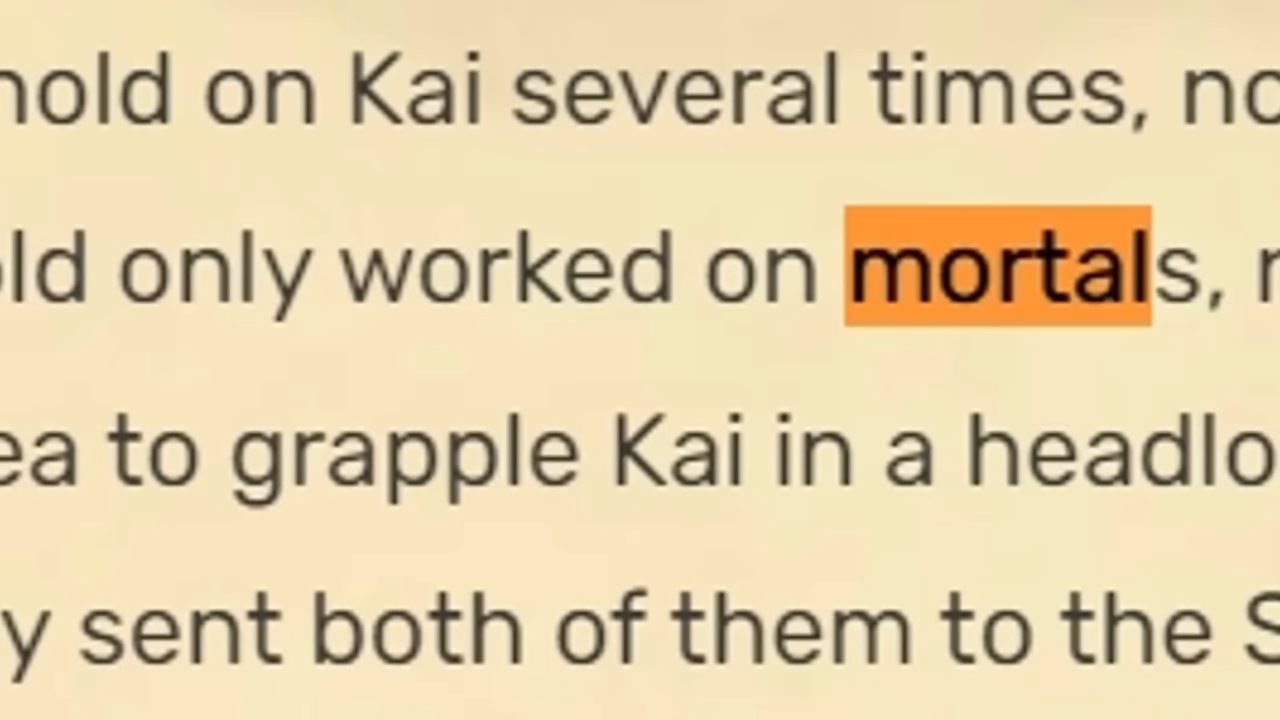 hold on Kai several times, no
old only worked on mortals, r
ea to grapple Kai in a headlo
y sent both of them to the S